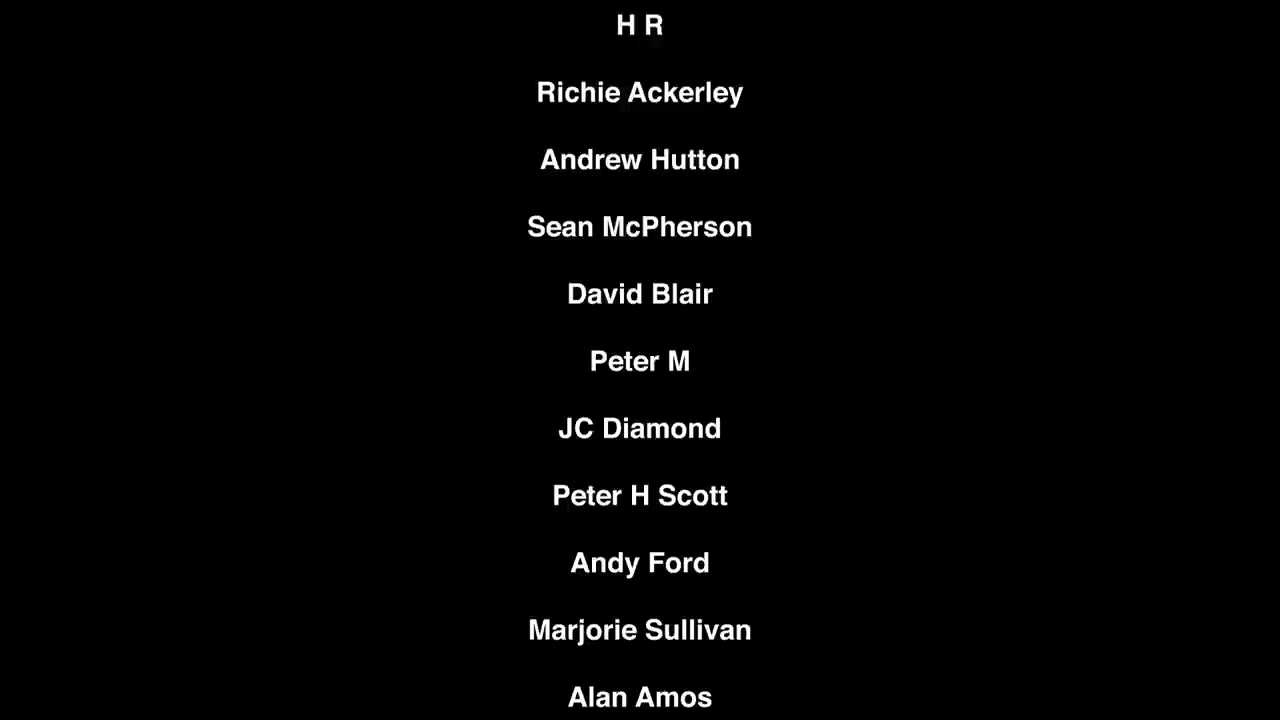 H R
Richie Ackerley
Andrew Hutton
Sean McPherson
David Blair
Peter M
JC Diamond
Peter H Scott
Andy Ford
Marjorie Sullivan
Alan Amos